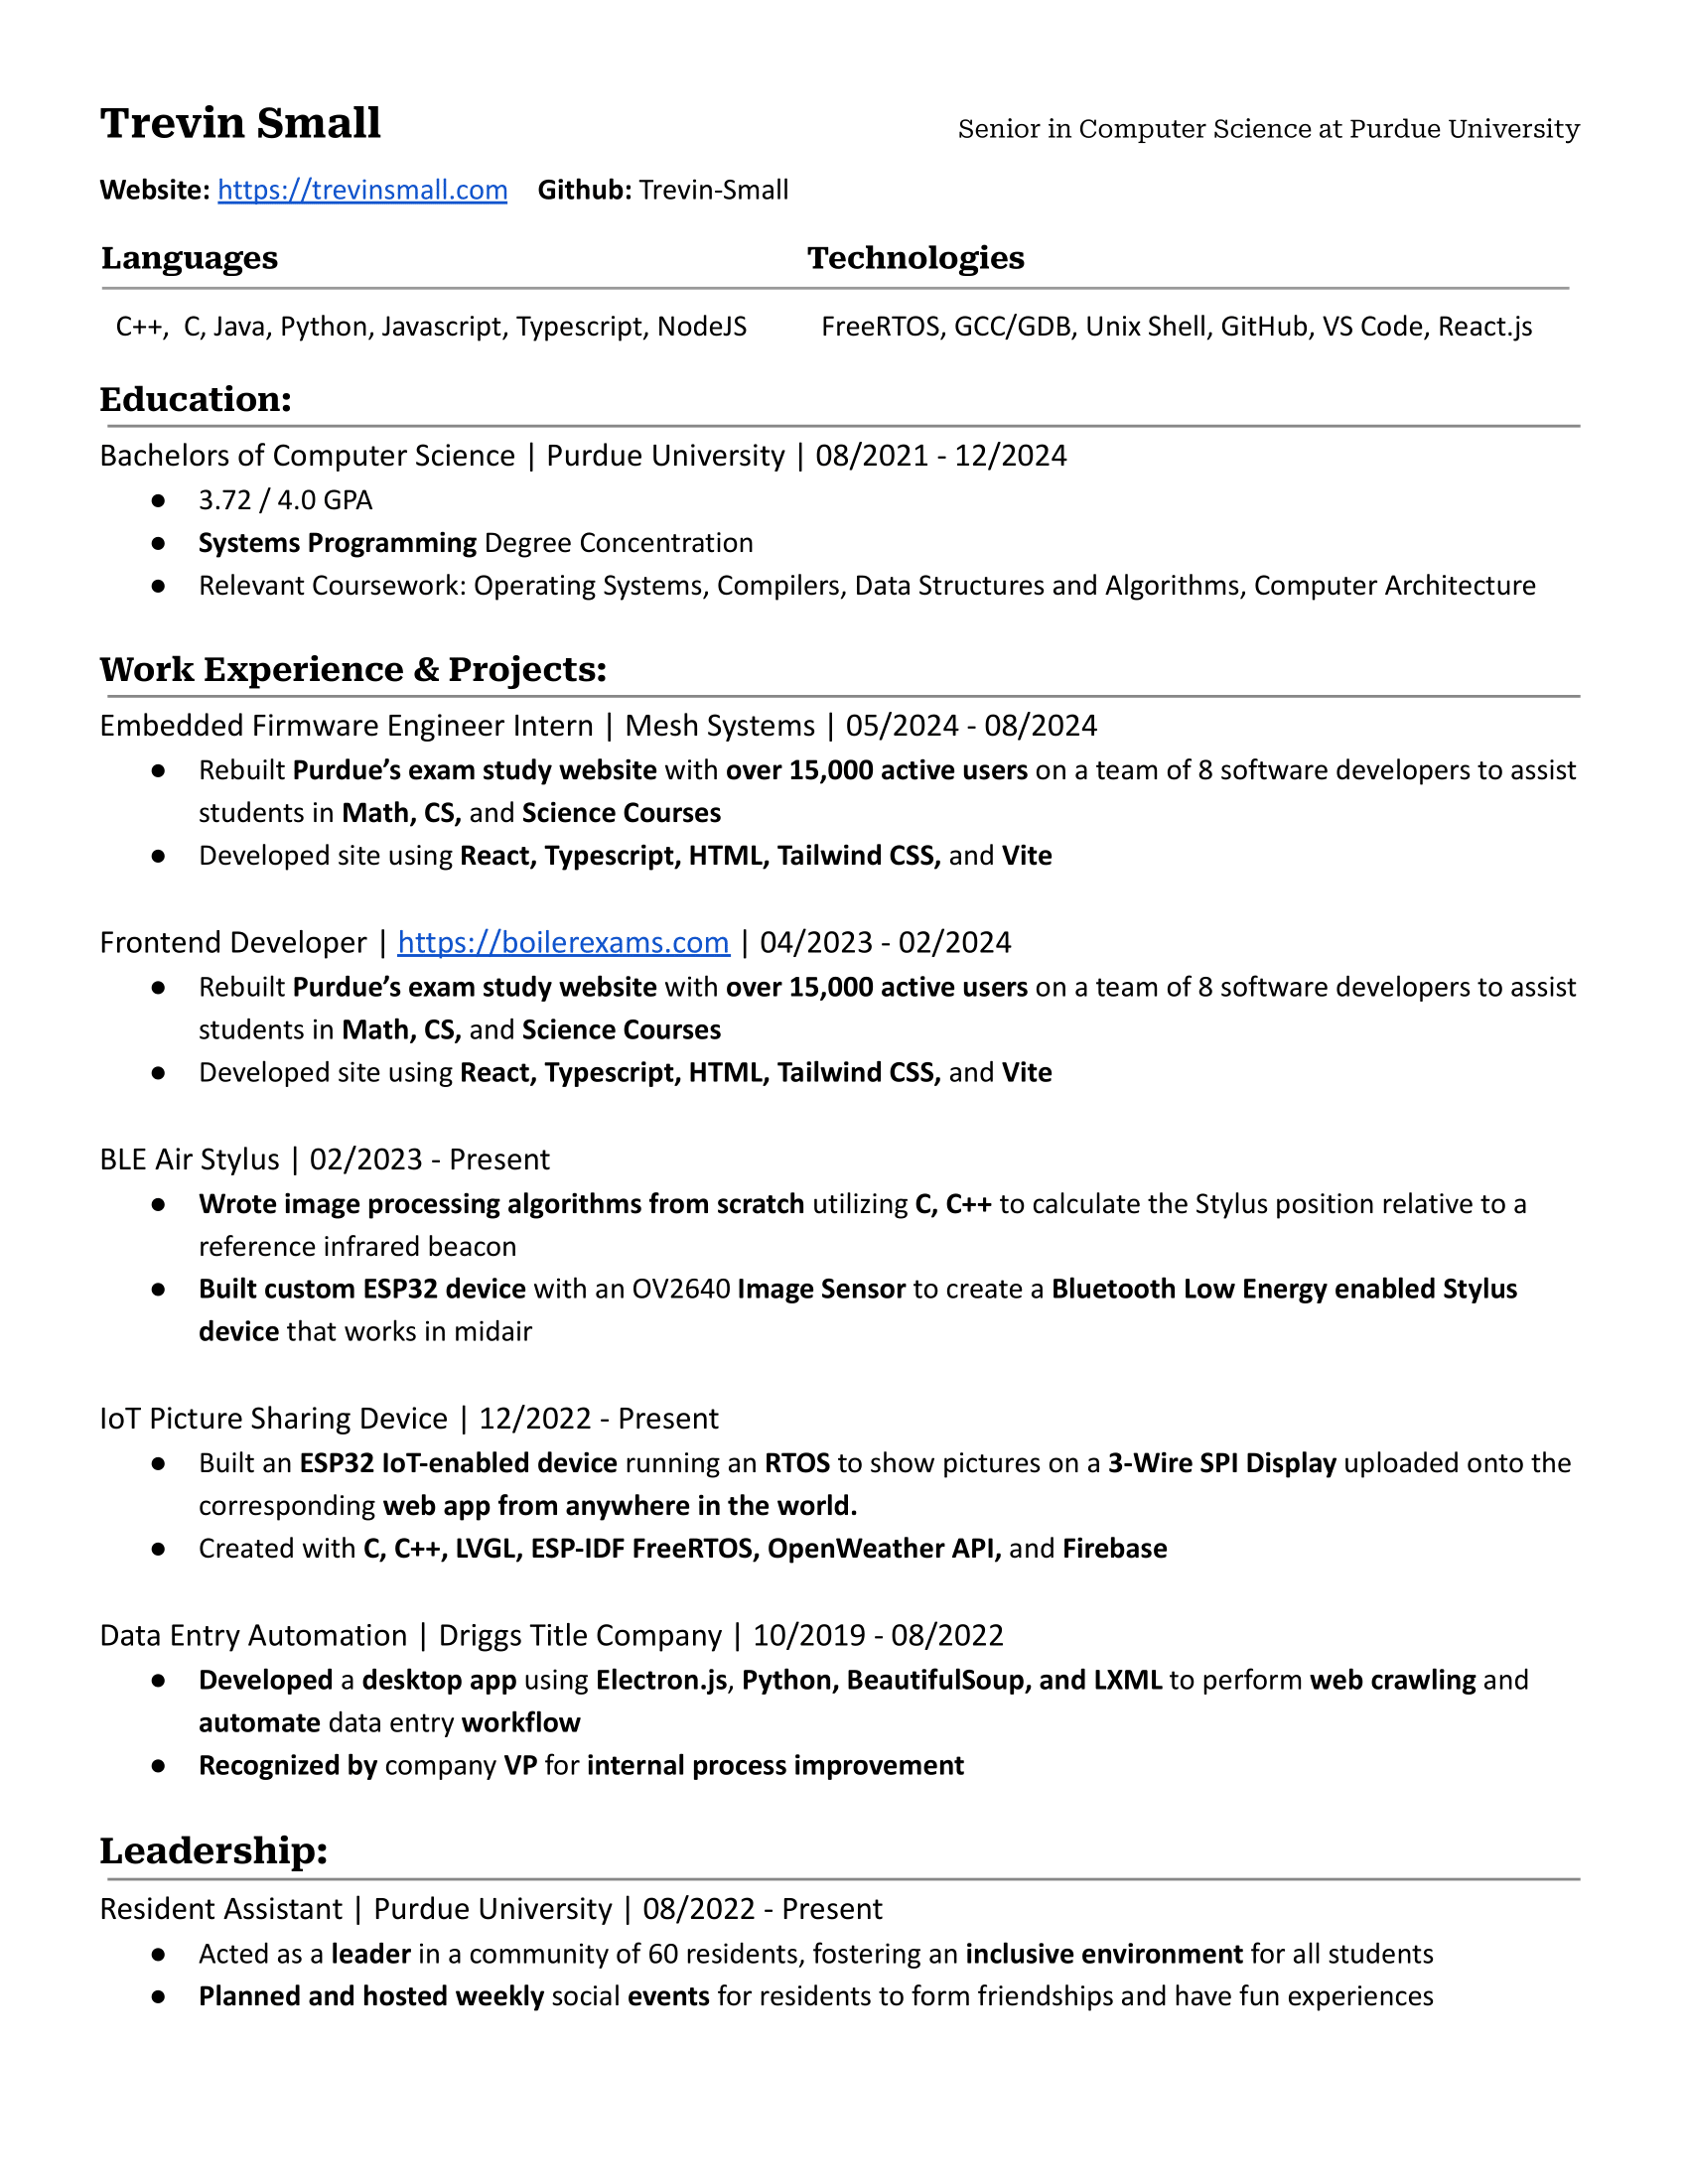 Trevin Small
Senior in Computer Science at Purdue University
Website: https://trevinsmall.com Github: Trevin-Small
Languages
Technologies
C++, C, Java, Python, Javascript, Typescript, NodeJS
FreeRTOS, GCC/GDB, Unix Shell, GitHub, VS Code, React.js
Education:
Bachelors of Computer Science | Purdue University | 08/2021 - 12/2024
● 3.72 / 4.0 GPA
● Systems Programming Degree Concentration
● Relevant Coursework: Operating Systems, Compilers, Data Structures and Algorithms, Computer Architecture
Work Experience & Projects:
Embedded Firmware Engineer Intern | Mesh Systems | 05/2024 - 08/2024
● Rebuilt Purdue’s exam study website with over 15,000 active users on a team of 8 software developers to assist
students in Math, CS, and Science Courses
● Developed site using React, Typescript, HTML, Tailwind CSS, and Vite
Frontend Developer | https://boilerexams.com | 04/2023 - 02/2024
● Rebuilt Purdue’s exam study website with over 15,000 active users on a team of 8 software developers to assist
students in Math, CS, and Science Courses
● Developed site using React, Typescript, HTML, Tailwind CSS, and Vite
BLE Air Stylus | 02/2023 - Present
● Wrote image processing algorithms from scratch utilizing C, C++ to calculate the Stylus position relative to a
reference infrared beacon
● Built custom ESP32 device with an OV2640 Image Sensor to create a Bluetooth Low Energy enabled Stylus
device that works in midair
IoT Picture Sharing Device | 12/2022 - Present
● Built an ESP32 IoT-enabled device running an RTOS to show pictures on a 3-Wire SPI Display uploaded onto the
corresponding web app from anywhere in the world.
● Created with C, C++, LVGL, ESP-IDF FreeRTOS, OpenWeather API, and Firebase
Data Entry Automation | Driggs Title Company | 10/2019 - 08/2022
● Developed a desktop app using Electron.js, Python, BeautifulSoup, and LXML to perform web crawling and
automate data entry workflow
● Recognized by company VP for internal process improvement
Leadership:
Resident Assistant | Purdue University | 08/2022 - Present
● Acted as a leader in a community of 60 residents, fostering an inclusive environment for all students
● Planned and hosted weekly social events for residents to form friendships and have fun experiences